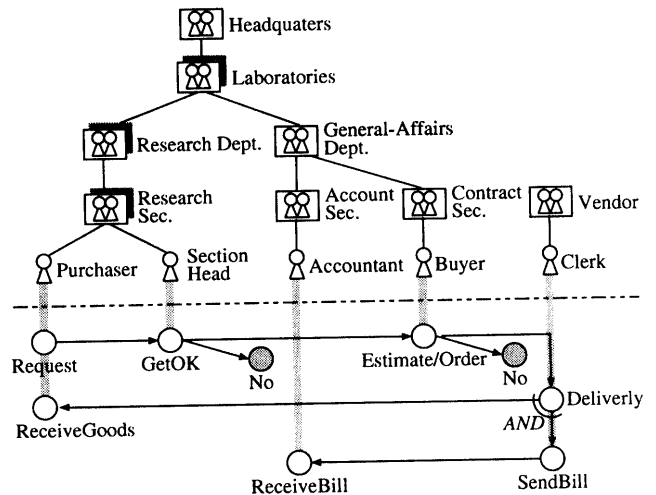 Headquaters
Laboratories
Research Dept.
General-Affairs
Dept.
Research
Sec.
Account
Sec.
Contract
Sec.
Vendor
Purchaser
Section
Head
Accountant
Buyer
Clerk
Request
GetOK
No
Estimate/Order
No
Deliverly
AND
ReceiveGoods
ReceiveBill
SendBill